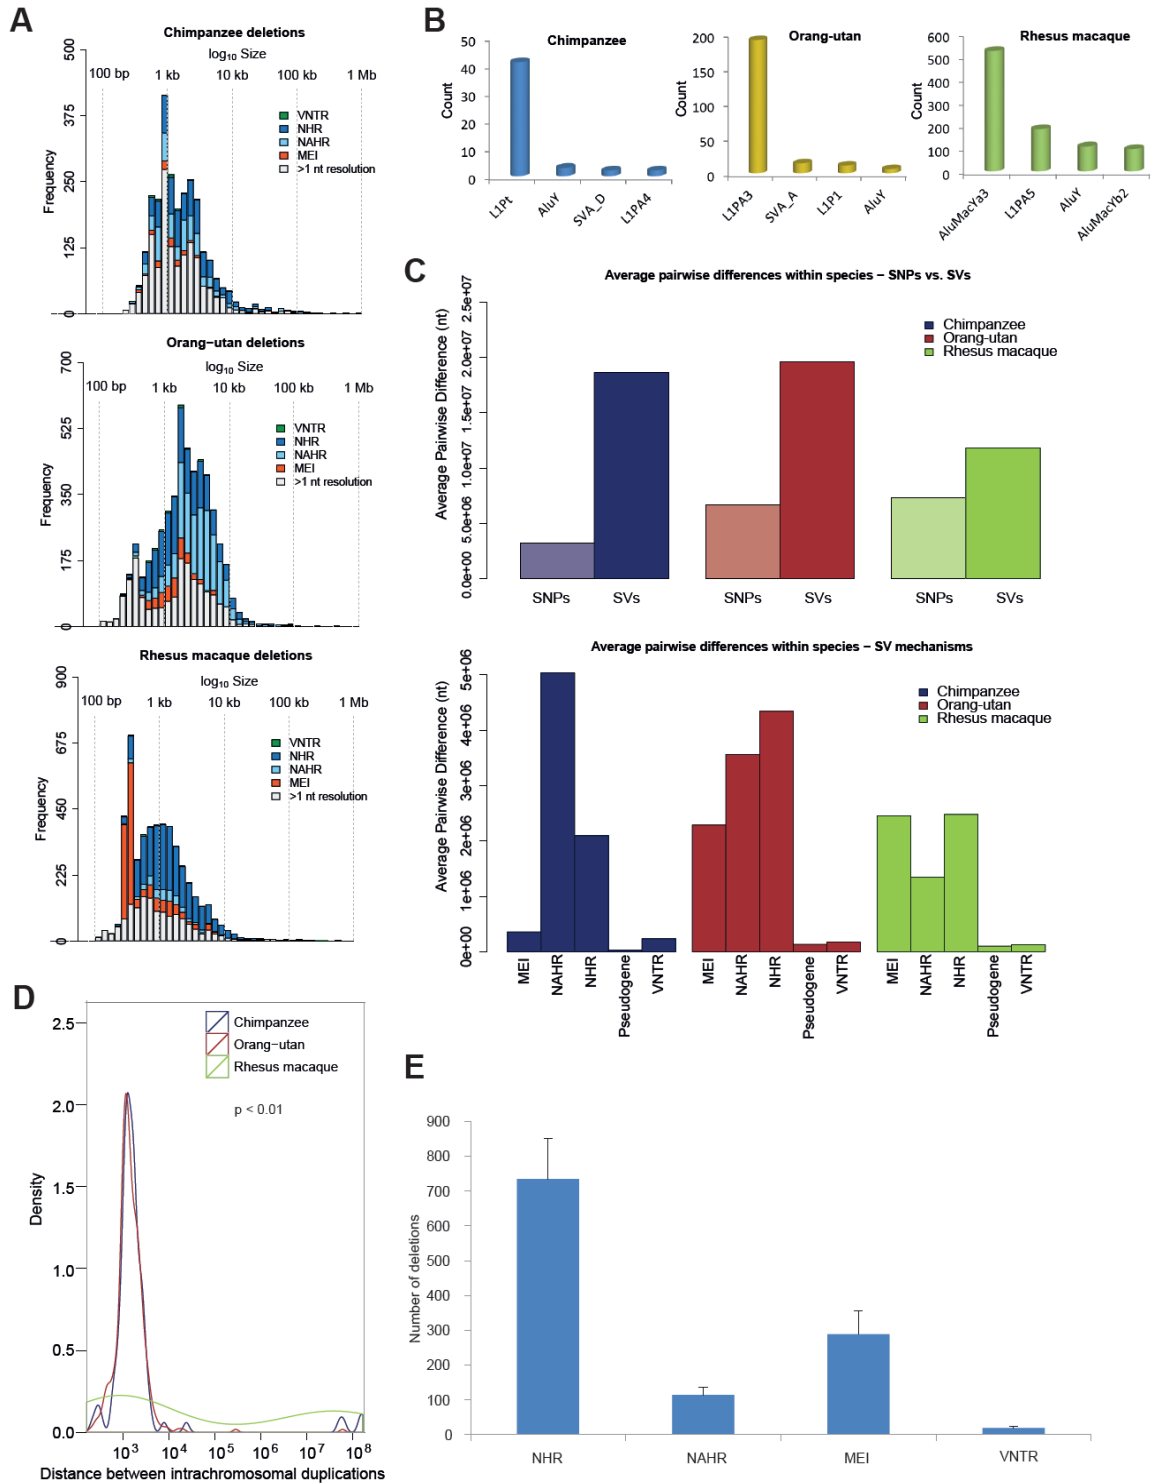 A
Chimpanzee deletions
log10 Size
100 bp 1 kb 10 kb 100 kb 1 Mb
500
375
250
125
0
Frequency
VNTR
NHR
NAHR
MEI
>1 nt resolution
Orang-utan deletions
log10 Size
100 bp 1 kb 10 kb 100 kb 1 Mb
700
525
350
175
0
Frequency
VNTR
NHR
NAHR
MEI
>1 nt resolution
Rhesus macaque deletions
log10 Size
100 bp 1 kb 10 kb 100 kb 1 Mb
900
675
450
225
0
Frequency
VNTR
NHR
NAHR
MEI
>1 nt resolution
B
Chimpanzee
50
40
30
20
10
0
Count
L1Pt AluY SVA_D L1PA4
Orang-utan
200
150
100
50
0
Count
L1PA3 SVA_A L1P1 AluY
Rhesus macaque
600
500
400
300
200
100
0
Count
AluMacYa3 L1PA5 AluY AluMacYb2
C
Average pairwise differences within species – SNPs vs. SVs
Average Pairwise Difference (nt)
2.5e+07
2.0e+07
1.5e+07
1.0e+07
5.0e+06
0.0e+00
Chimpanzee
Orang-utan
Rhesus macaque
SNPs SVs SNPs SVs SNPs SVs
Average pairwise differences within species – SV mechanisms
Average Pairwise Difference (nt)
5e+06
4e+06
3e+06
2e+06
1e+06
0e+00
Chimpanzee
Orang-utan
Rhesus macaque
MEI NAHR NHR Pseudogene VNTR MEI NAHR NHR Pseudogene VNTR MEI NAHR NHR Pseudogene VNTR
D
Chimpanzee
Orang-utan
Rhesus macaque
p < 0.01
2.5
2.0
1.5
1.0
0.5
0.0
Density
10^3 10^4 10^5 10^6 10^7 10^8
Distance between intrachromosomal duplications
E
900
800
700
600
500
400
300
200
100
0
Number of deletions
NHR NAHR MEI VNTR